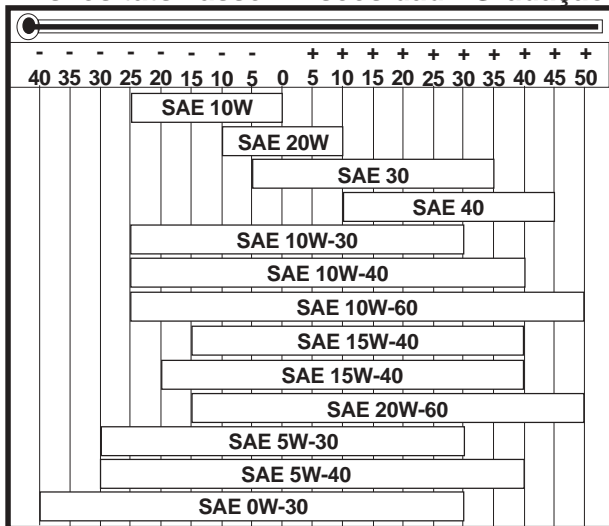 - - - - - - - - + + + + + + + + + +
40 35 30 25 20 15 10 5 0 5 10 15 20 25 30 35 40 45 50
SAE 10W
SAE 20W
SAE 30
SAE 40
SAE 10W-30
SAE 10W-40
SAE 10W-60
SAE 15W-40
SAE 15W-40
SAE 20W-60
SAE 5W-30
SAE 5W-40
SAE 0W-30